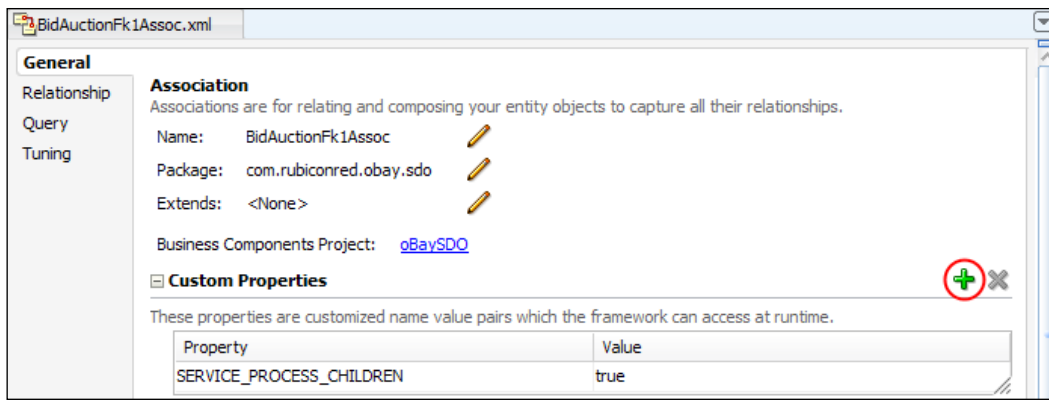 BidAuctionFk1Assoc.xml
General
Relationship
Query
Tuning
Association
Associations are for relating and composing your entity objects to capture all their relationships.
Name: BidAuctionFk1Assoc
Package: com.rubiconred.obay.sdo
Extends: <None>
Business Components Project: oBaySDO
Custom Properties
These properties are customized name value pairs which the framework can access at runtime.
Property Value
SERVICE_PROCESS_CHILDREN true